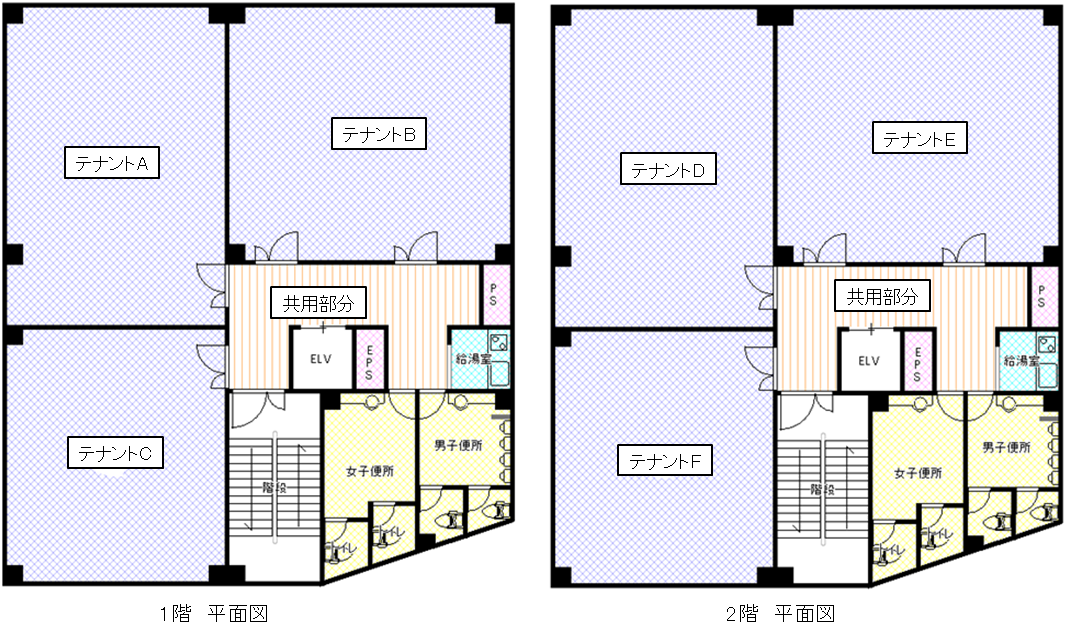 テナントA
テナントB
共用部分
PS
ELV
EPS
給湯室
テナントC
男子便所
女子便所
階段
トイレ
トイレ
1階 平面図
テナントD
テナントE
共用部分
PS
ELV
EPS
給湯室
テナントF
男子便所
女子便所
階段
トイレ
トイレ
2階 平面図